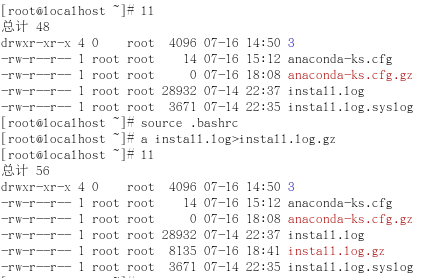 [root@localhost ~]# ll
总计 48
drwxr-xr-x 4 0    root  4096 07-16 14:50 3
-rw-r--r-- 1 root root    14 07-16 15:12 anaconda-ks.cfg
-rw-r--r-- 1 root root     0 07-16 18:08 anaconda-ks.cfg.gz
-rw-r--r-- 1 root root 28932 07-14 22:37 install.log
-rw-r--r-- 1 root root  3671 07-14 22:35 install.log.syslog
[root@localhost ~]# source .bashrc
[root@localhost ~]# a install.log>install.log.gz
[root@localhost ~]# ll
总计 56
drwxr-xr-x 4 0    root  4096 07-16 14:50 3
-rw-r--r-- 1 root root    14 07-16 15:12 anaconda-ks.cfg
-rw-r--r-- 1 root root     0 07-16 18:08 anaconda-ks.cfg.gz
-rw-r--r-- 1 root root 28932 07-14 22:37 install.log
-rw-r--r-- 1 root root  8135 07-16 18:41 install.log.gz
-rw-r--r-- 1 root root  3671 07-14 22:35 install.log.syslog